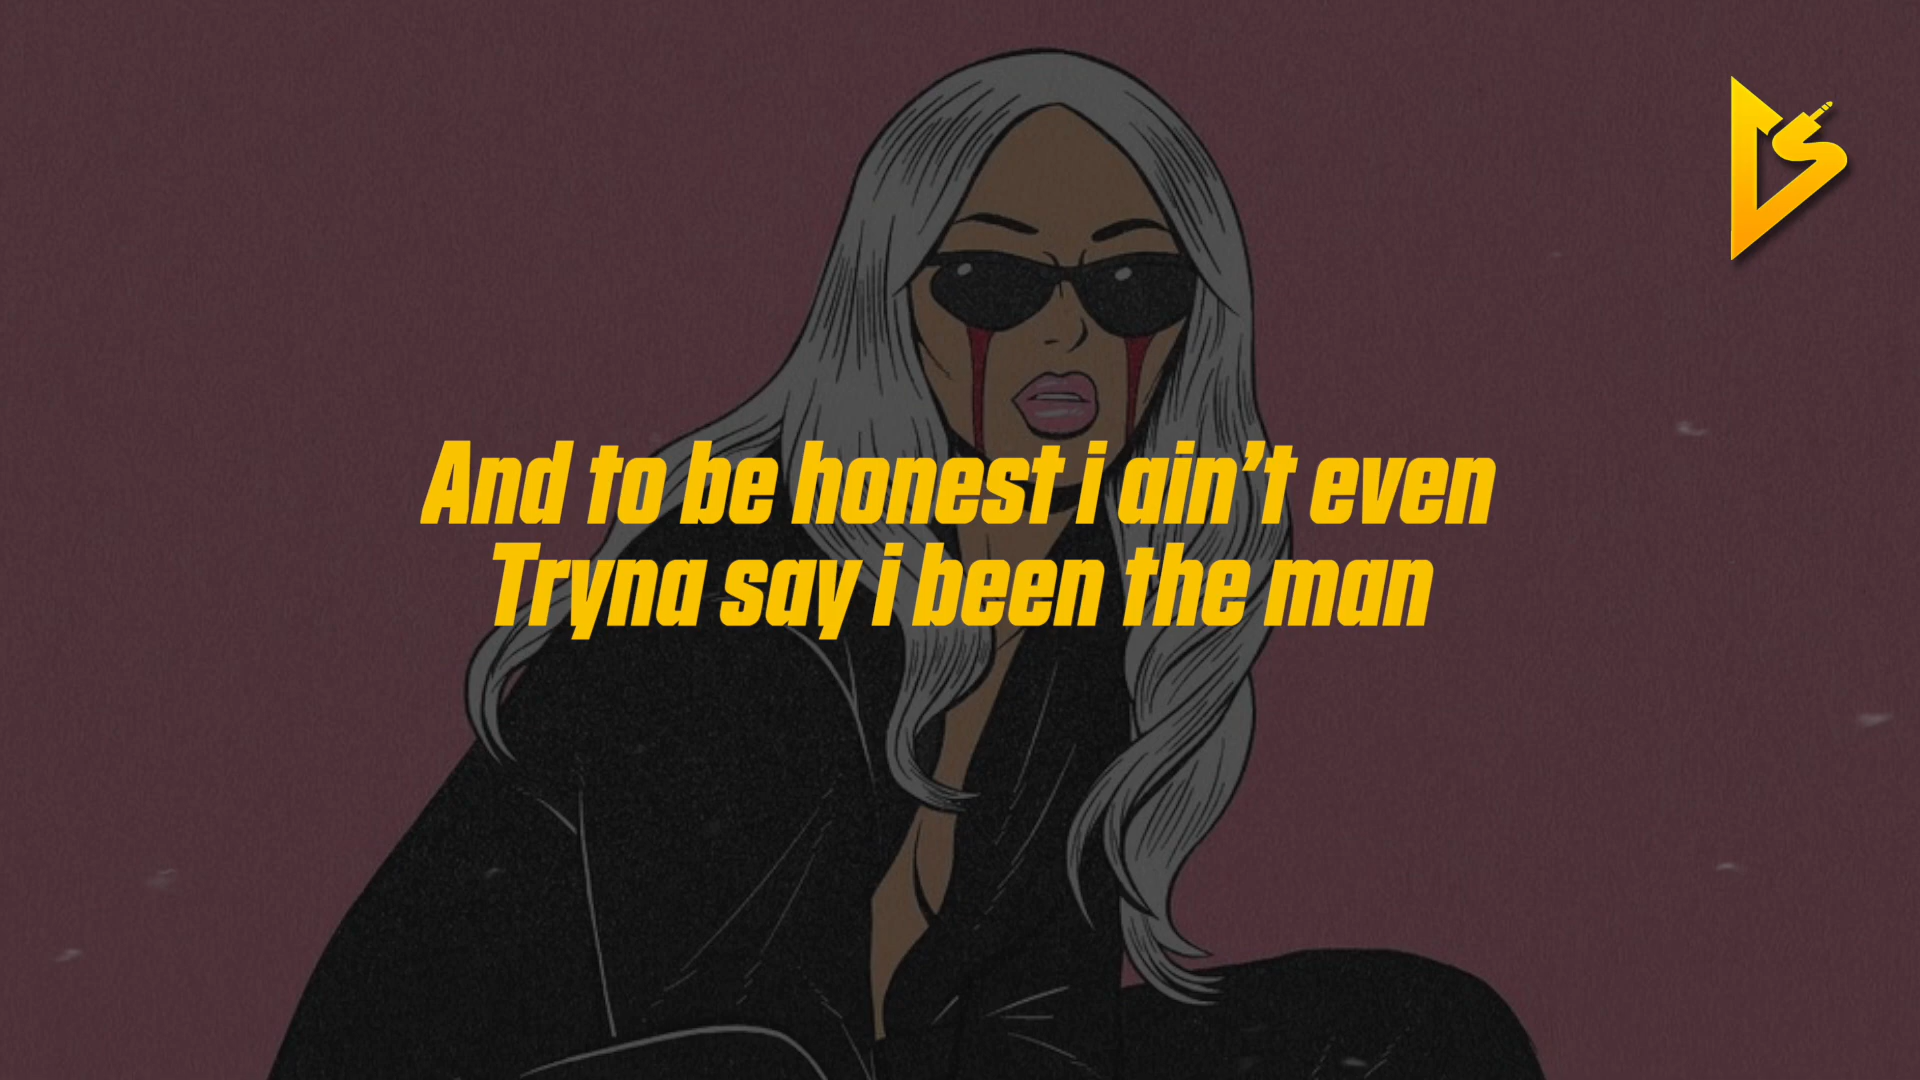 And to be honest i ain't even
Tryna say i been the man